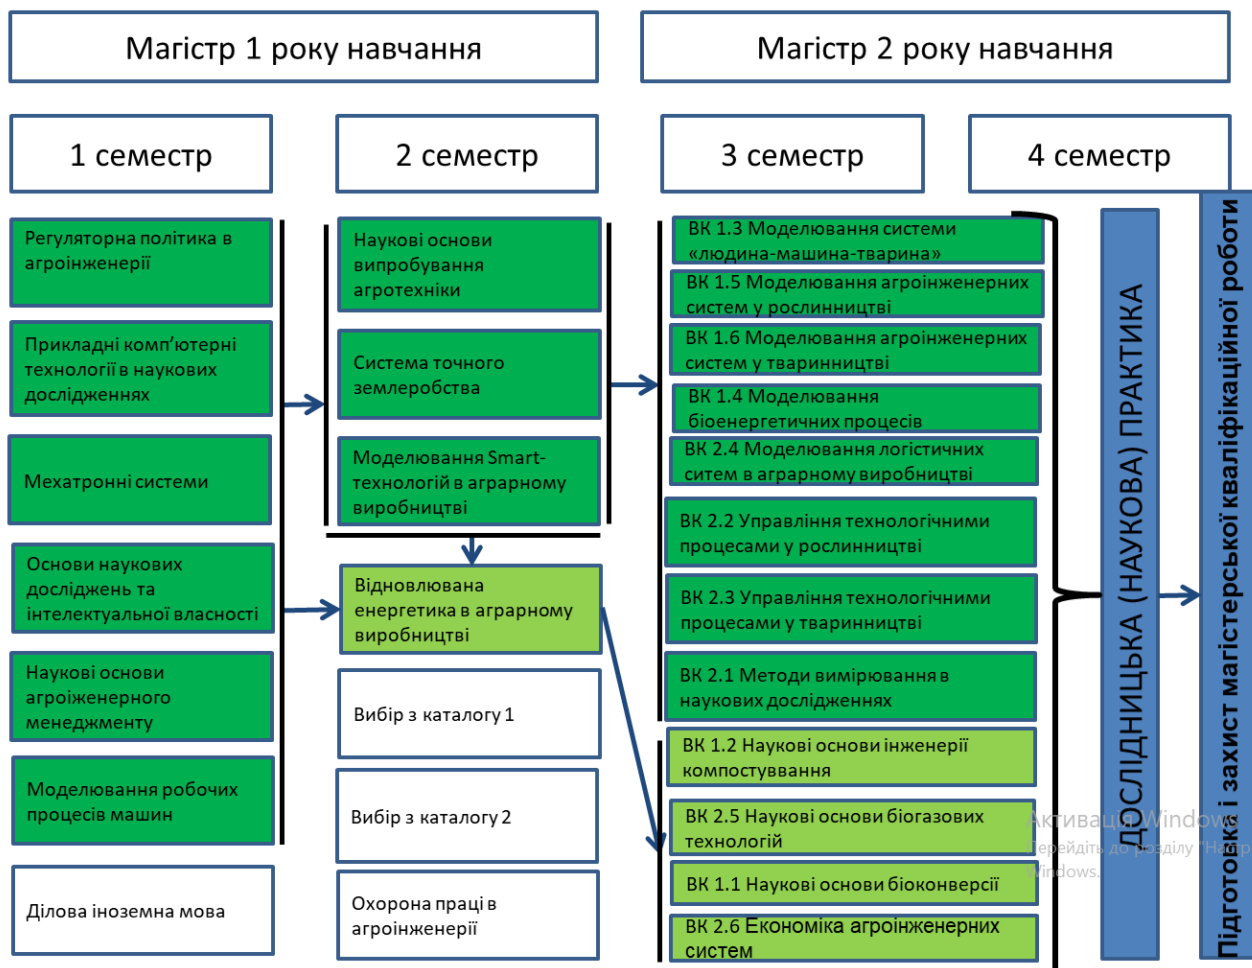 Магістр 1 року навчання
Магістр 2 року навчання
1 семестр
2 семестр
3 семестр
4 семестр
Регуляторна політика в
агроінженерії
Прикладні комп’ютерні
технології в наукових
дослідженнях
Мехатронні системи
Основи наукових
досліджень та
інтелектуальної власності
Наукові основи
агроіженерного
менеджменту
Моделювання робочих
процесів машин
Ділова іноземна мова
Наукові основи
випробування
агротехніки
Система точного
землеробства
Моделювання Smart-
технологій в аграрному
виробництві
Відновлювана
енергетика в аграрному
виробництві
Вибір з каталогу 1
Вибір з каталогу 2
Охорона праці в
агроінженерії
ВК 1.3 Моделювання системи
«людина-машина-тварина»
ВК 1.5 Моделювання агроінженерних
систем у рослинництві
ВК 1.6 Моделювання агроінженерних
систем у тваринництві
ВК 1.4 Моделювання
біоенергетичних процесів
ВК 2.4 Моделювання логістичних
ситем в аграрному виробництві
ВК 2.2 Управління технологічними
процесами у рослинництві
ВК 2.3 Управління технологічними
процесами у тваринництві
ВК 2.1 Методи вимірювання в
наукових дослідженнях
ВК 1.2 Наукові основи інженерії
компостуввання
ВК 2.5 Наукові основи біогазових
технологій
ВК 1.1 Наукові основи біоконверсії
ВК 2.6 Економіка агроінженерних
систем
ДОСЛІДНИЦЬКА (НАУКОВА) ПРАКТИКА
Підготовка і захист магістерської кваліфікаційної роботи
Активація Windows
Перейдіть до розділу "Настр
Windows.